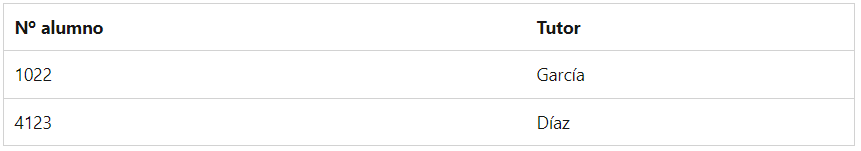 Nº alumno Tutor
1022 García
4123 Díaz